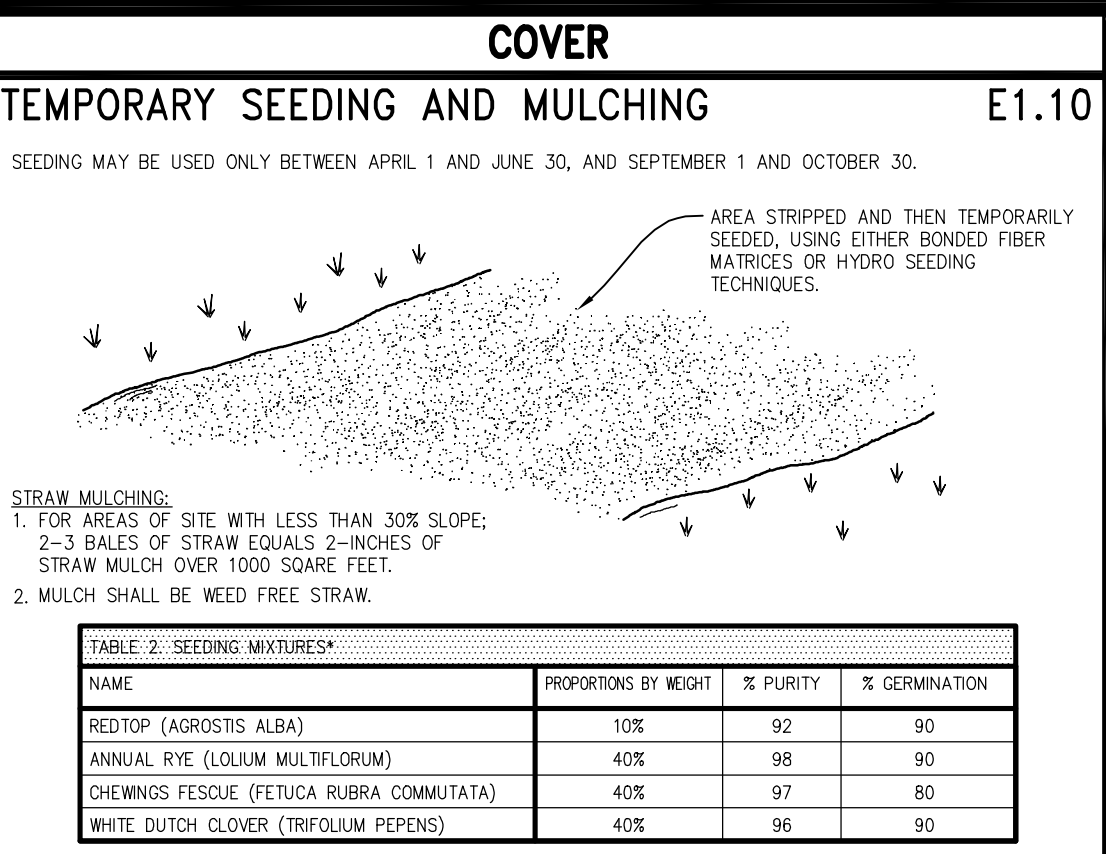 COVER
TEMPORARY SEEDING AND MULCHING E1.10
SEEDING MAY BE USED ONLY BETWEEN APRIL 1 AND JUNE 30, AND SEPTEMBER 1 AND OCTOBER 30.
AREA STRIPPED AND THEN TEMPORARILY
SEEDED, USING EITHER BONDED FIBER
MATRICES OR HYDRO SEEDING
TECHNIQUES.
STRAW MULCHING:
1. FOR AREAS OF SITE WITH LESS THAN 30% SLOPE;
2-3 BALES OF STRAW EQUALS 2-INCHES OF
STRAW MULCH OVER 1000 SQARE FEET.
2. MULCH SHALL BE WEED FREE STRAW.
TABLE 2. SEEDING MIXTURES*
NAME PROPORTIONS BY WEIGHT % PURITY % GERMINATION
REDTOP (AGROSTIS ALBA) 10% 92 90
ANNUAL RYE (LOLIUM MULTIFLORUM) 40% 98 90
CHEWINGS FESCUE (FETUCA RUBRA COMMUTATA) 40% 97 80
WHITE DUTCH CLOVER (TRIFOLIUM PEPENS) 40% 96 90